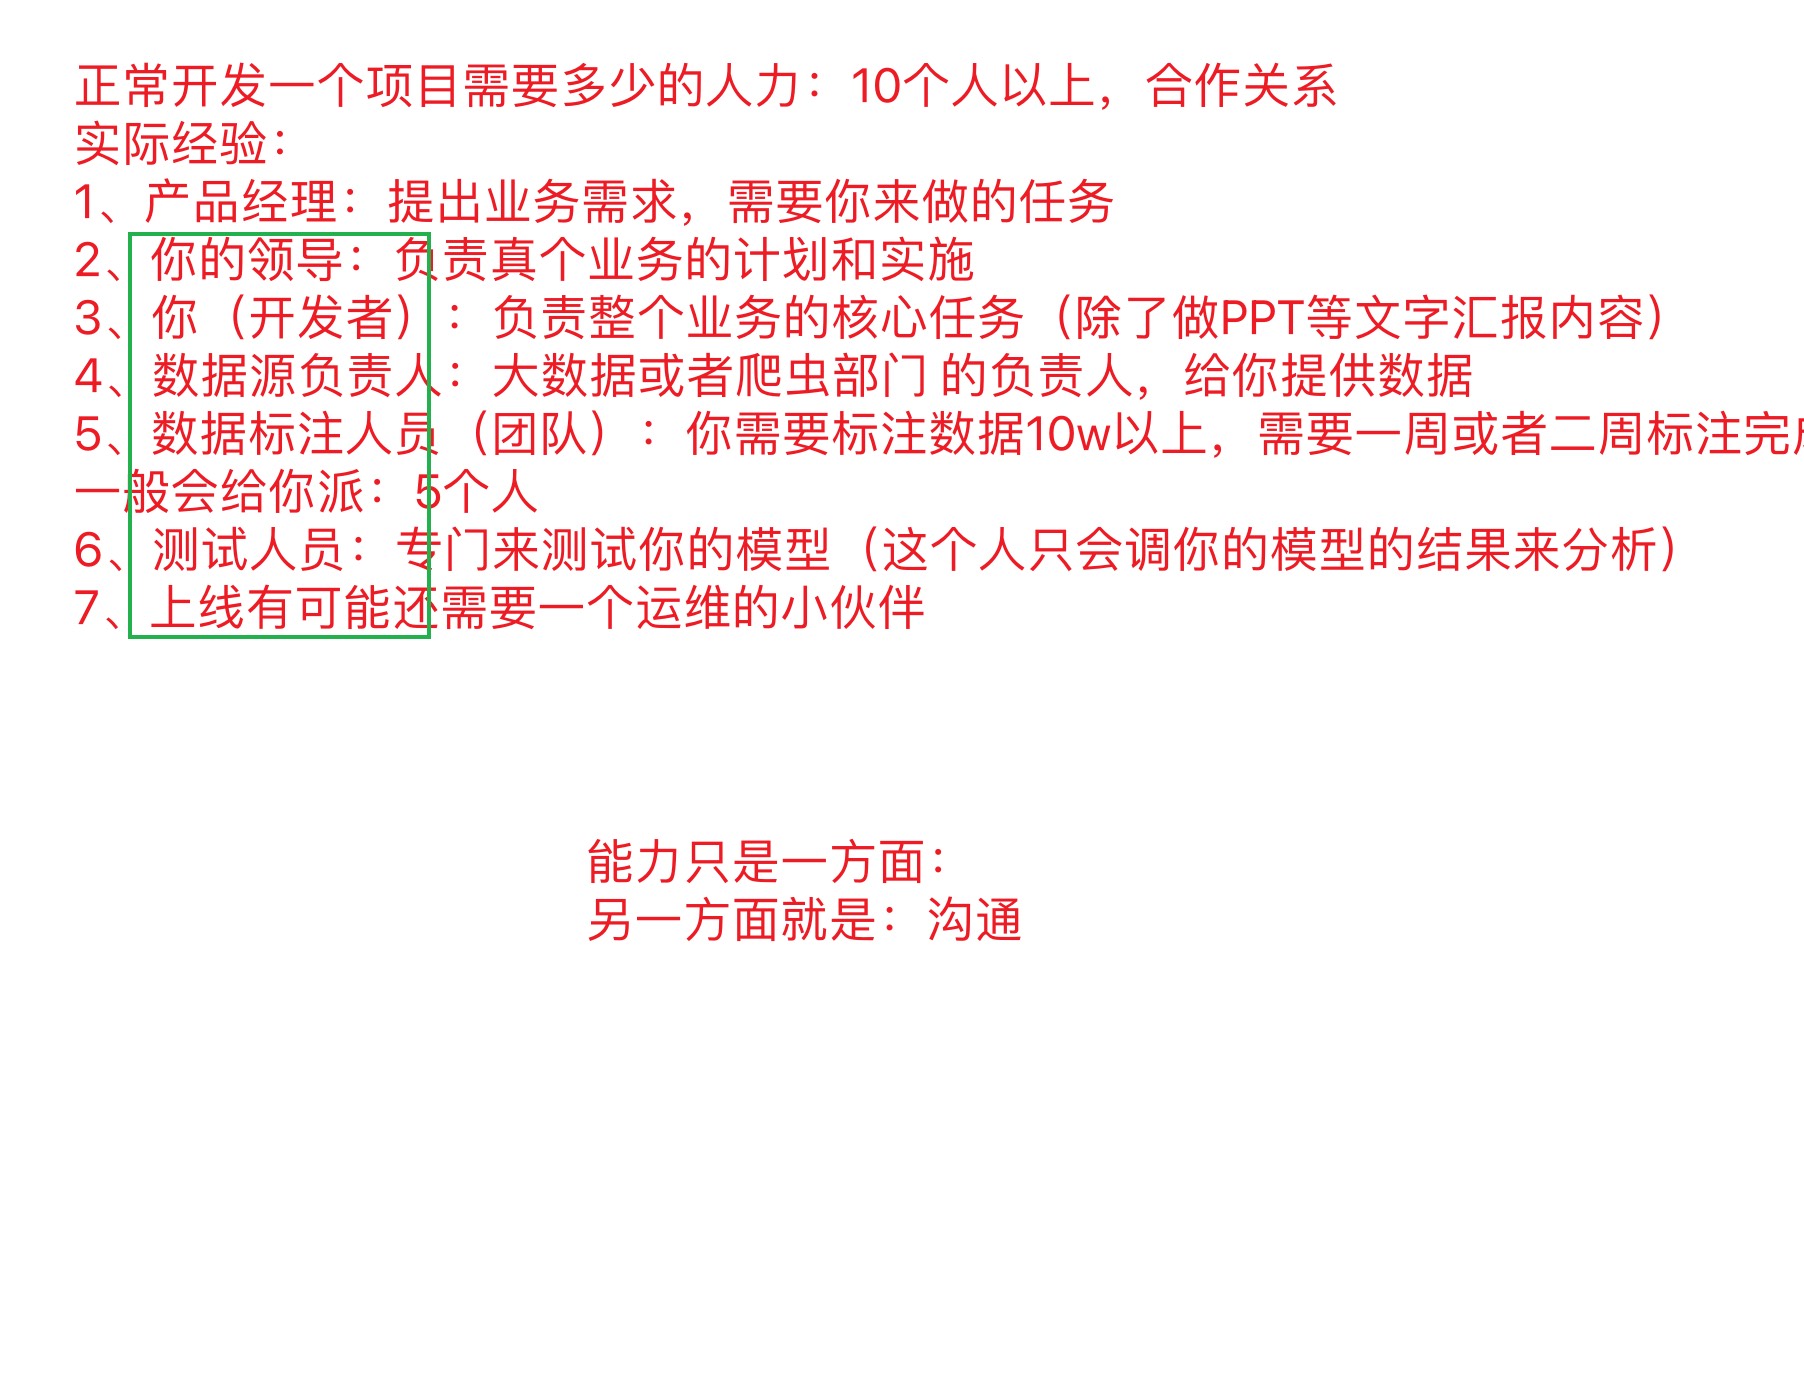 正常开发一个项目需要多少的人力：10个人以上，合作关系
实际经验：
1、产品经理：提出业务需求，需要你来做的任务
2、你的领导：负责真个业务的计划和实施
3、你（开发者）：负责整个业务的核心任务（除了做PPT等文字汇报内容）
4、数据源负责人：大数据或者爬虫部门 的负责人，给你提供数据
5、数据标注人员（团队）：你需要标注数据10w以上，需要一周或者二周标注完
一般会给你派：5个人
6、测试人员：专门来测试你的模型（这个人只会调你的模型的结果来分析）
7、上线有可能还需要一个运维的小伙伴
能力只是一方面：
另一方面就是：沟通